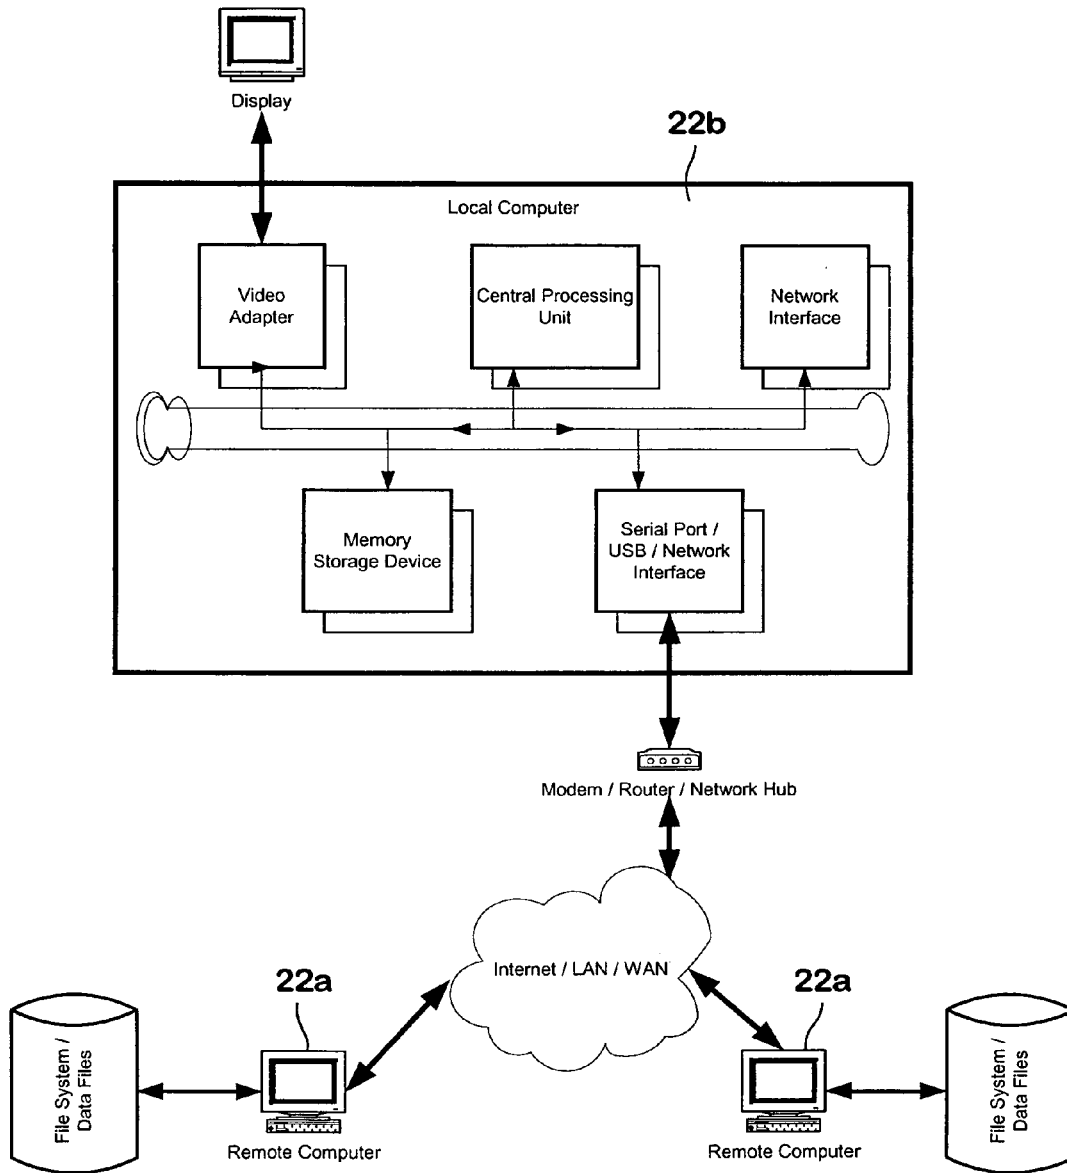 Display
22b
Local Computer
Video
Adapter
Central Processing
Unit
Network
Interface
Memory
Storage Device
Serial Port /
USB / Network
Interface
Modem / Router / Network Hub
Internet / LAN / WAN
22a
22a
File System /
Data Files
Remote Computer
Remote Computer
File System /
Data Files